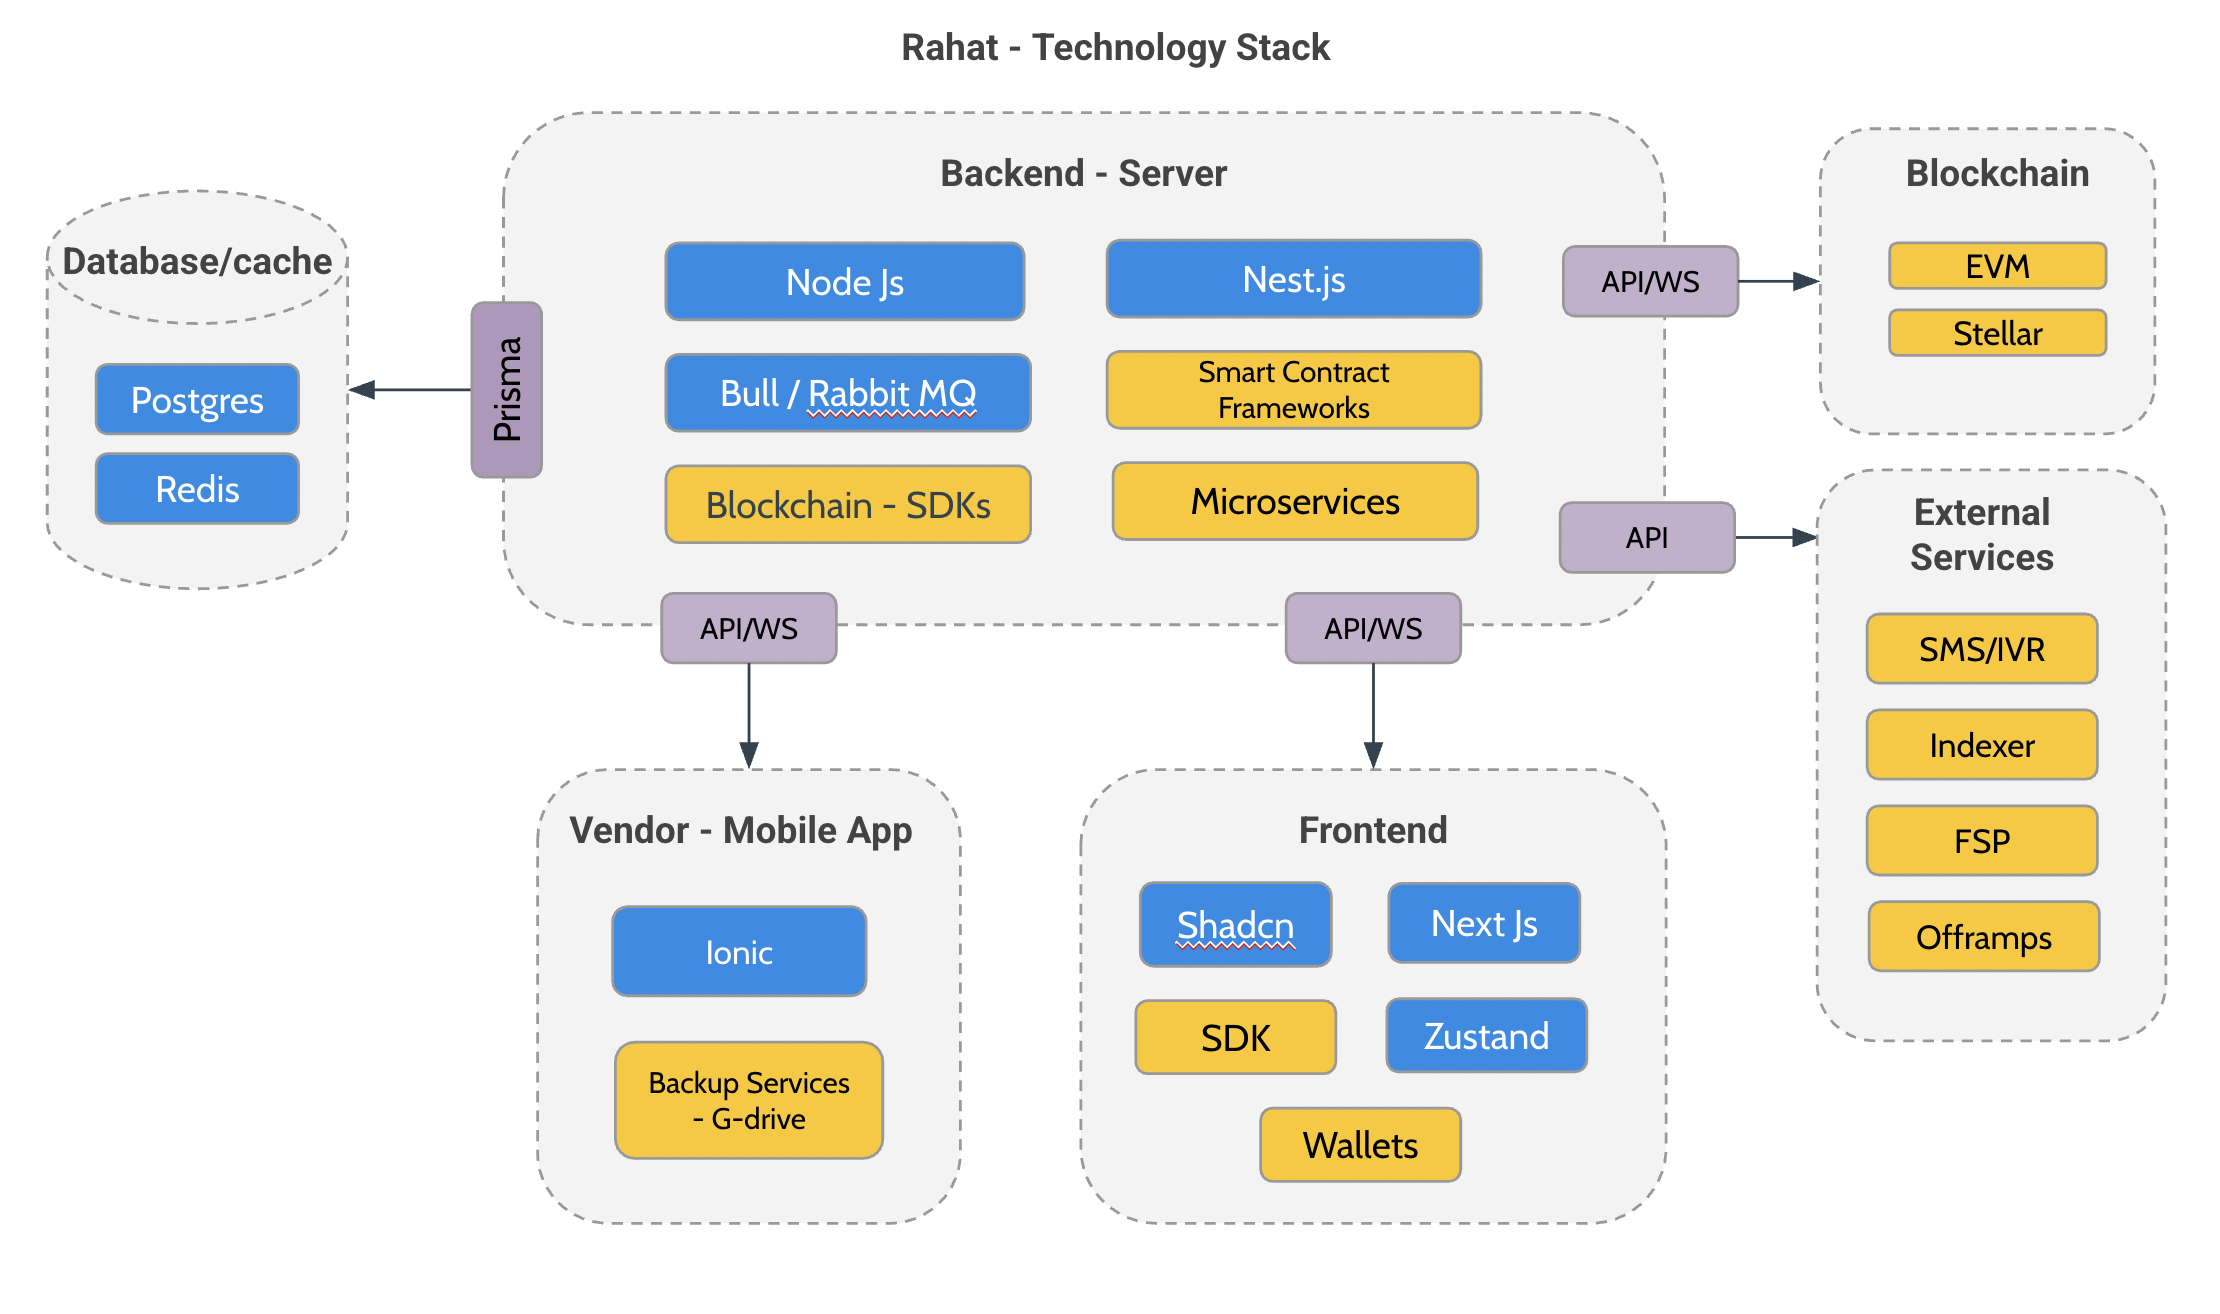 Rahat - Technology Stack
Backend - Server
Node Js
Nest.js
Bull / Rabbit MQ
Smart Contract
Frameworks
Blockchain - SDKs
Microservices
Database/cache
Postgres
Redis
Prisma
API/WS
Blockchain
EVM
Stellar
API
External
Services
SMS/IVR
Indexer
FSP
Offramps
API/WS
API/WS
Vendor - Mobile App
Ionic
Backup Services
- G-drive
Frontend
Shadcn
Next Js
SDK
Zustand
Wallets